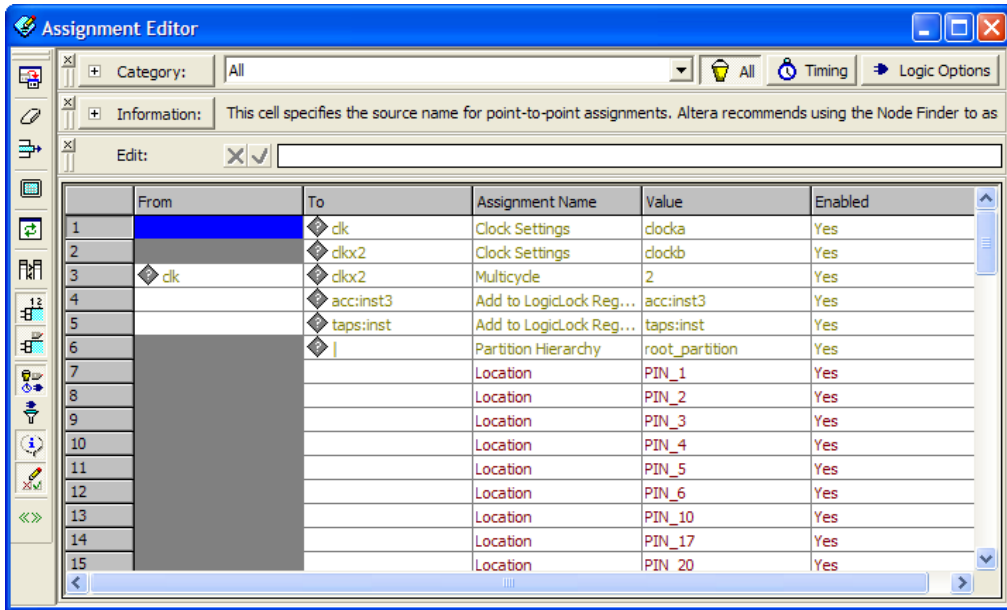 Assignment Editor
Category: All All Timing Logic Options
Information: This cell specifies the source name for point-to-point assignments. Altera recommends using the Node Finder to as
Edit:
From To Assignment Name Value Enabled
1 clk Clock Settings clocka Yes
2 clkx2 Clock Settings clockb Yes
3 clk clkx2 Multicycle 2 Yes
4 acc:inst3 Add to LogicLock Reg... acc:inst3 Yes
5 taps:inst Add to LogicLock Reg... taps:inst Yes
6 | Partition Hierarchy root_partition Yes
7 Location PIN_1 Yes
8 Location PIN_2 Yes
9 Location PIN_3 Yes
10 Location PIN_4 Yes
11 Location PIN_5 Yes
12 Location PIN_6 Yes
13 Location PIN_10 Yes
14 Location PIN_17 Yes
15 Location PIN_20 Yes